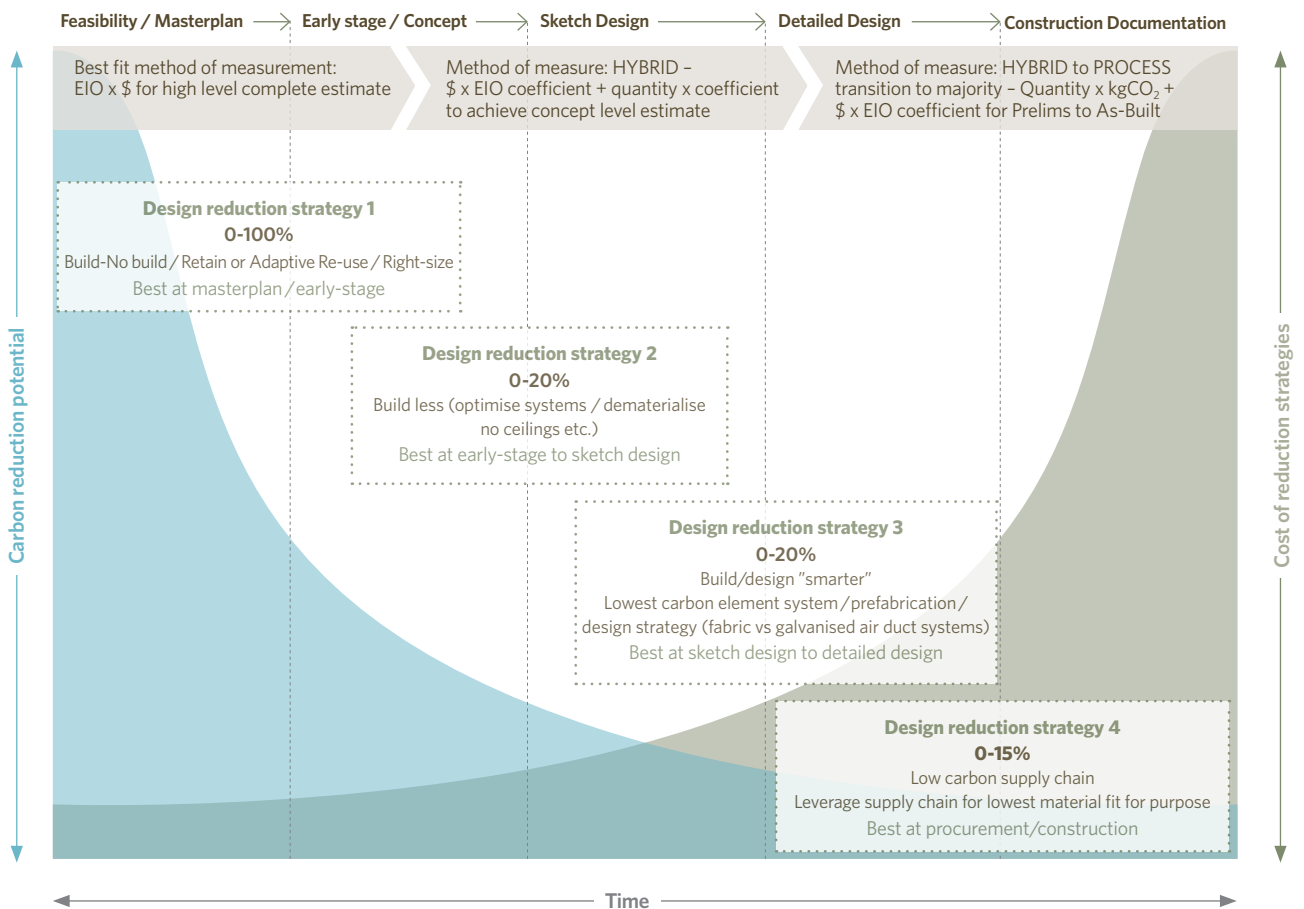 Feasibility / Masterplan
Early stage / Concept
Sketch Design
Detailed Design
Construction Documentation
Best fit method of measurement:
EIO x $ for high level complete estimate
Method of measure: HYBRID –
$ x EIO coefficient + quantity x coefficient
to achieve concept level estimate
Method of measure: HYBRID to PROCESS
transition to majority – Quantity x kgCO₂ +
$ x EIO coefficient for Prelims to As-Built
Carbon reduction potential
Design reduction strategy 1
0-100%
Build-No build / Retain or Adaptive Re-use / Right-size
Best at masterplan / early-stage
Design reduction strategy 2
0-20%
Build less (optimise systems / dematerialise
no ceilings etc.)
Best at early-stage to sketch design
Design reduction strategy 3
0-20%
Build/design "smarter"
Lowest carbon element system / prefabrication /
design strategy (fabric vs galvanised air duct systems)
Best at sketch design to detailed design
Design reduction strategy 4
0-15%
Low carbon supply chain
Leverage supply chain for lowest material fit for purpose
Best at procurement/construction
Cost of reduction strategies
Time